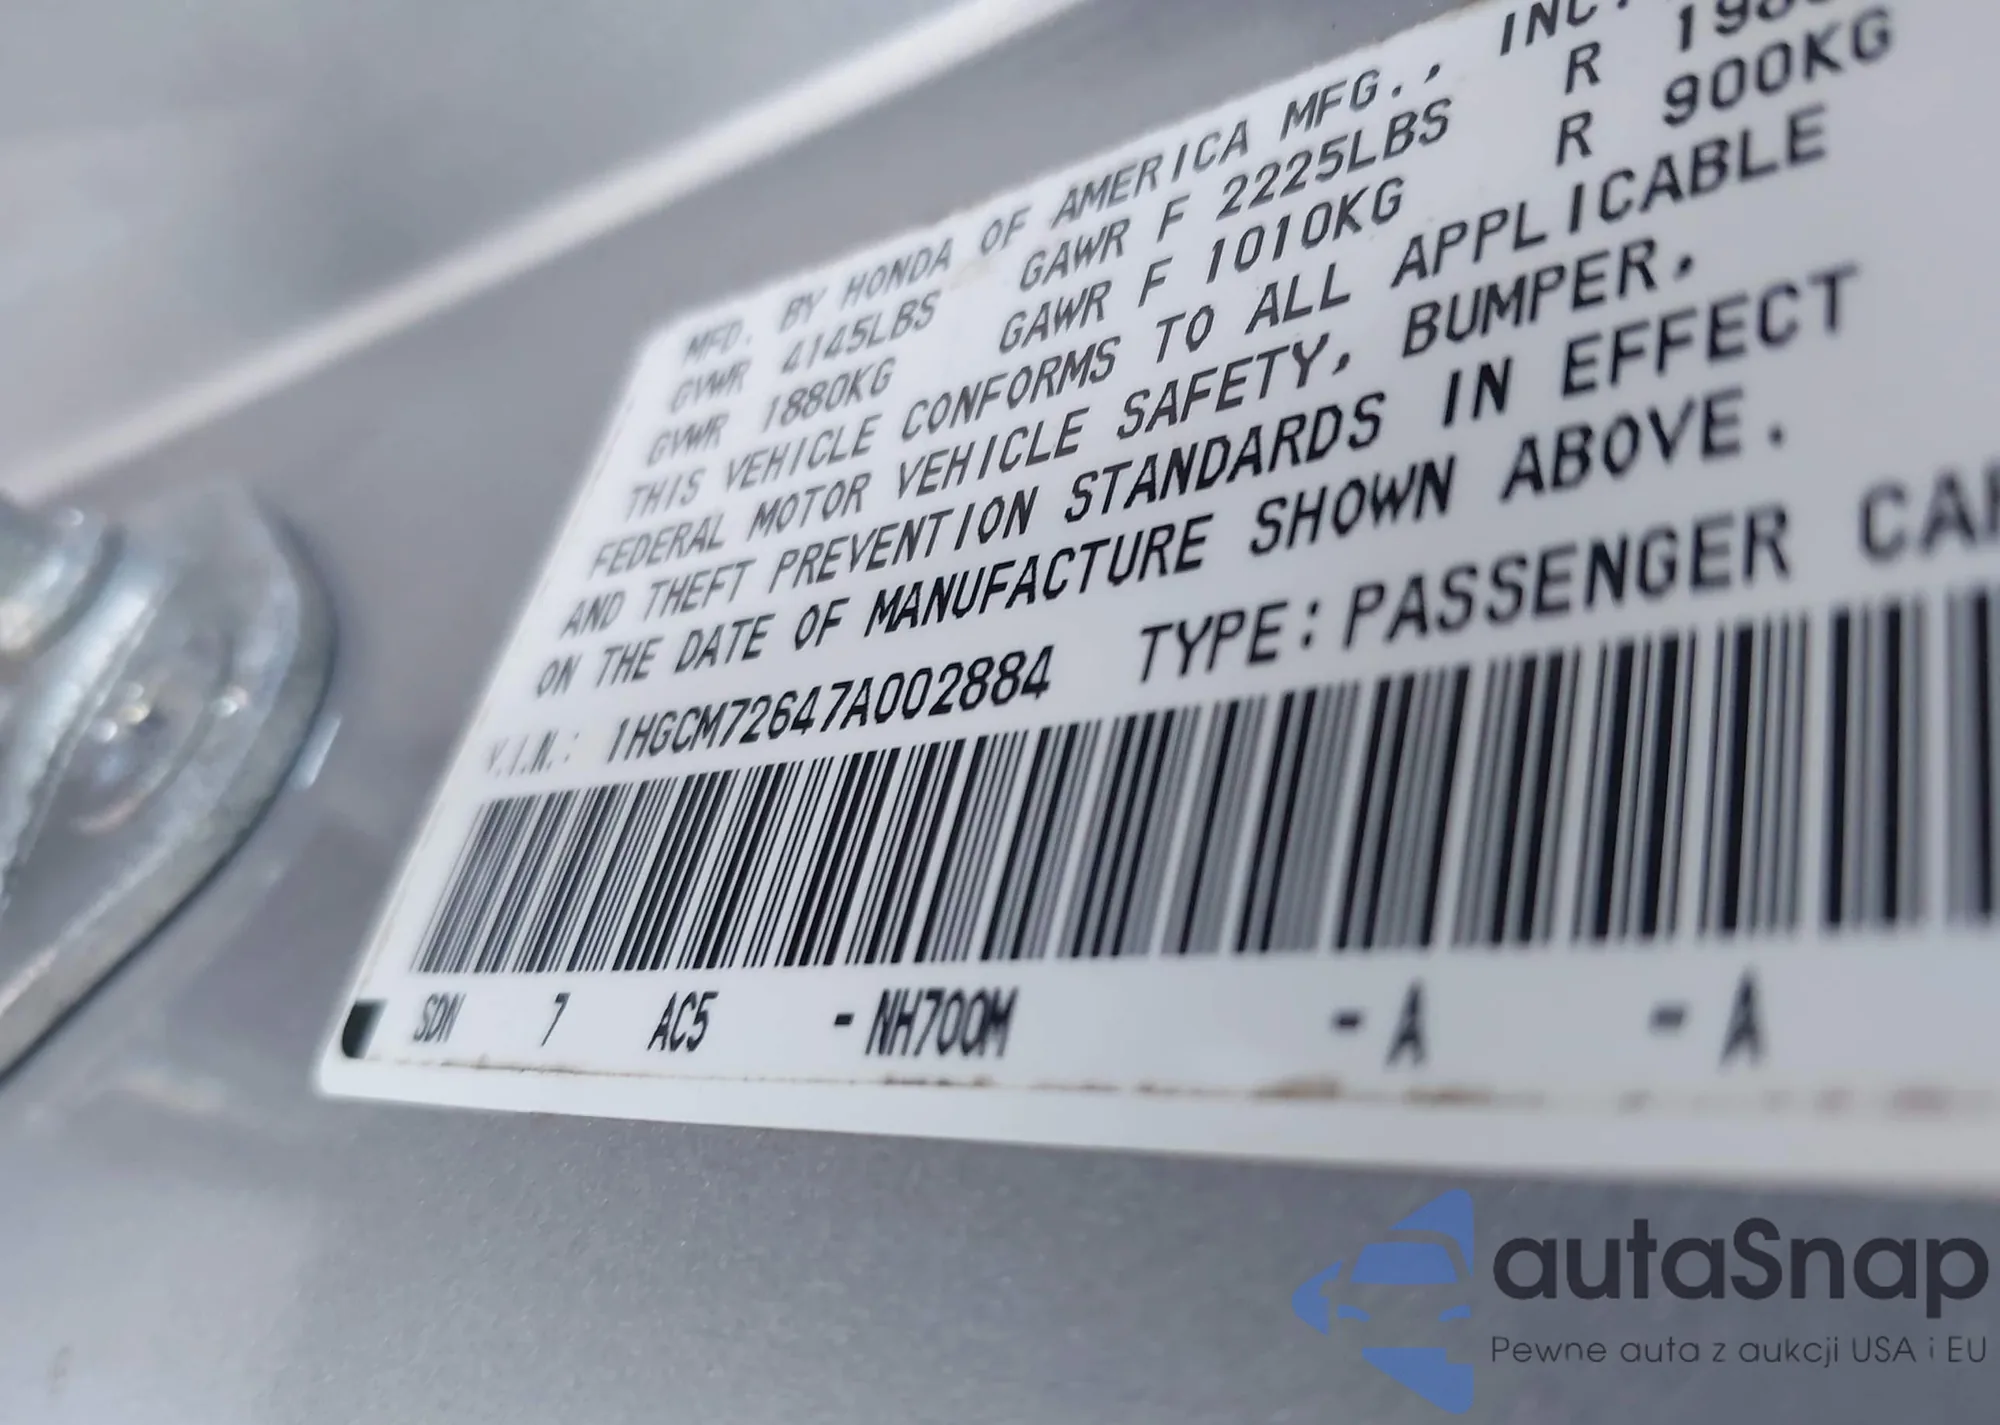 MFD. BY HONDA OF AMERICA MFG., INC.
GVWR 4145LBS GAWR F 2225LBS R
GVWR 1880KG GAWR F 1010KG R 900KG
THIS VEHICLE CONFORMS TO ALL APPLICABLE
FEDERAL MOTOR VEHICLE SAFETY, BUMPER,
AND THEFT PREVENTION STANDARDS IN EFFECT
ON THE DATE OF MANUFACTURE SHOWN ABOVE.
V.I.N.: 1HGCM72647A002884 TYPE: PASSENGER
SDN 7 AC5 -NH700M -A -A
autaSnap
Pewne auta z aukcji USA i EU